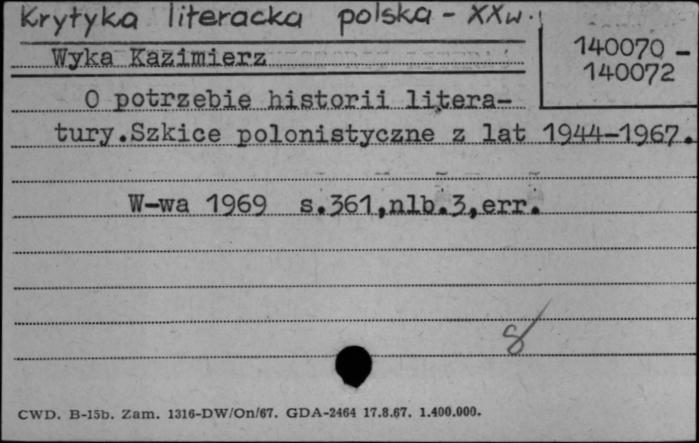 Krytyka literacka polska - XXw.
140070 -
140072
Wyka Kazimierz
O potrzebie historii litera-
tury.Szkice polonistyczne z lat 1944-1967.
W-wa 1969 s.361,nlb.3,err.
8
CWD. B-15b. Zam. 1316-DW/On/67. GDA-2464 17.8.67. 1.400.000.